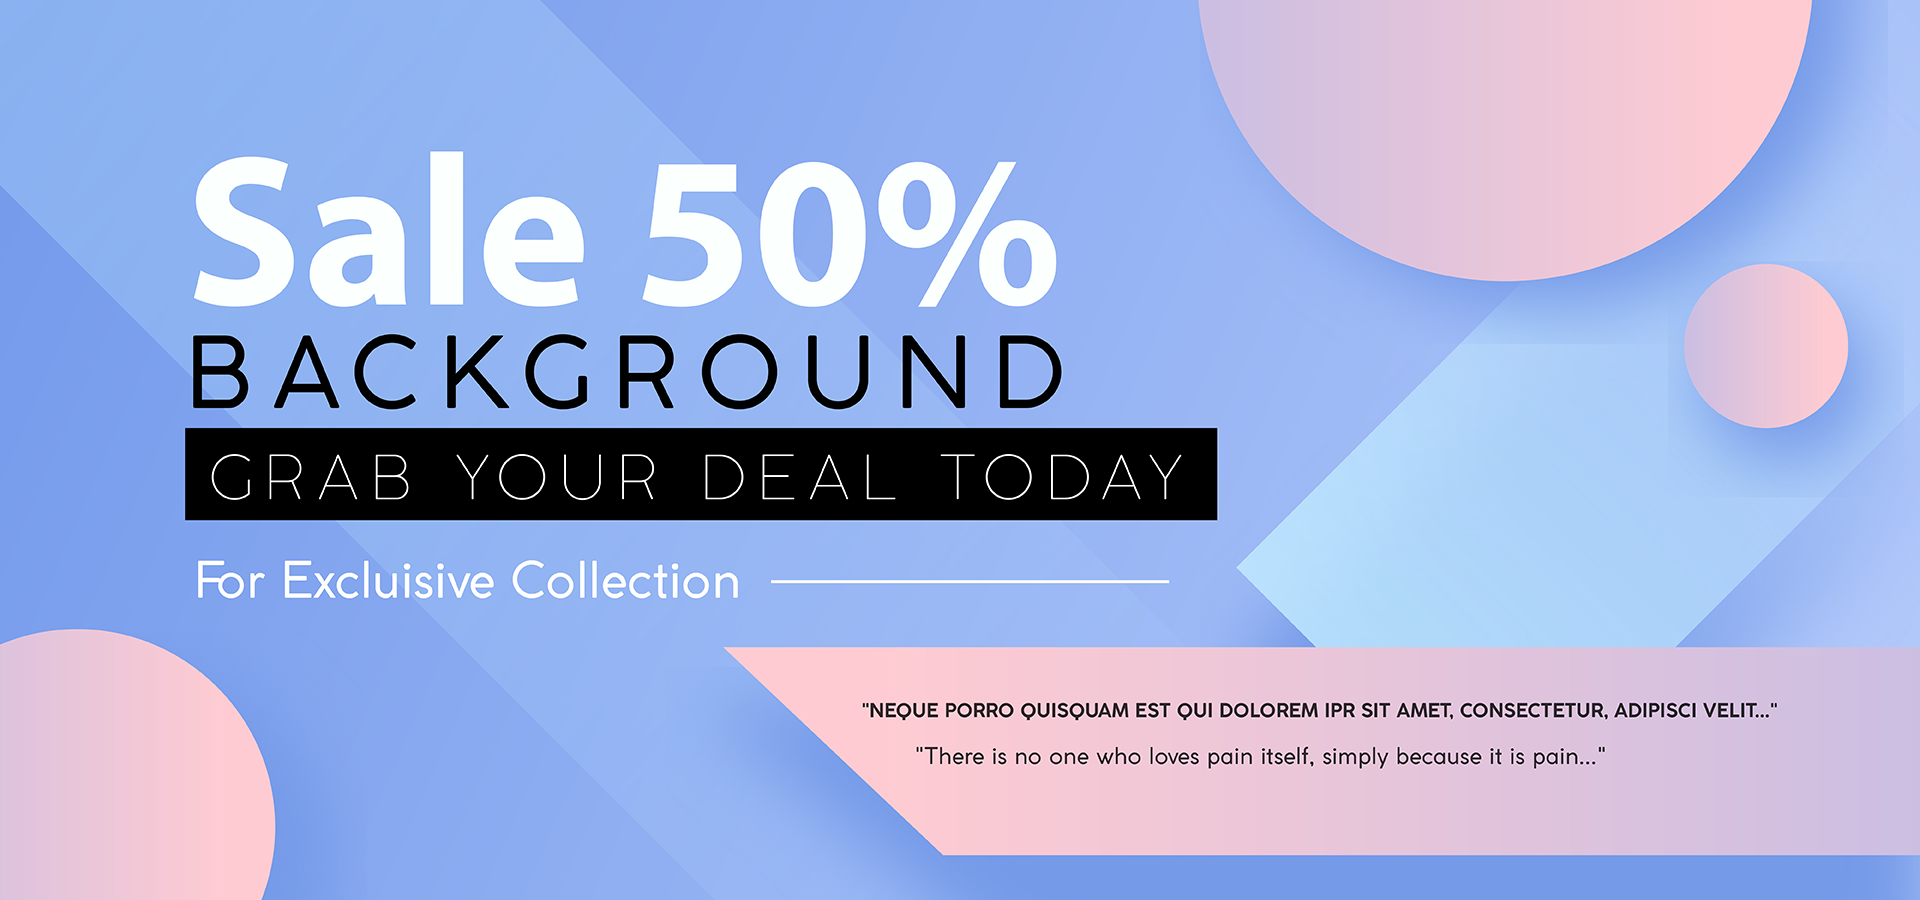 Sale 50%
BACKGROUND
GRAB YOUR DEAL TODAY
For Excluisive Collection
"NEQUE PORRO QUISQUAM EST QUI DOLOREM IPR SIT AMET, CONSECTETUR, ADIPISCI VELIT..."
"There is no one who loves pain itself, simply because it is pain..."